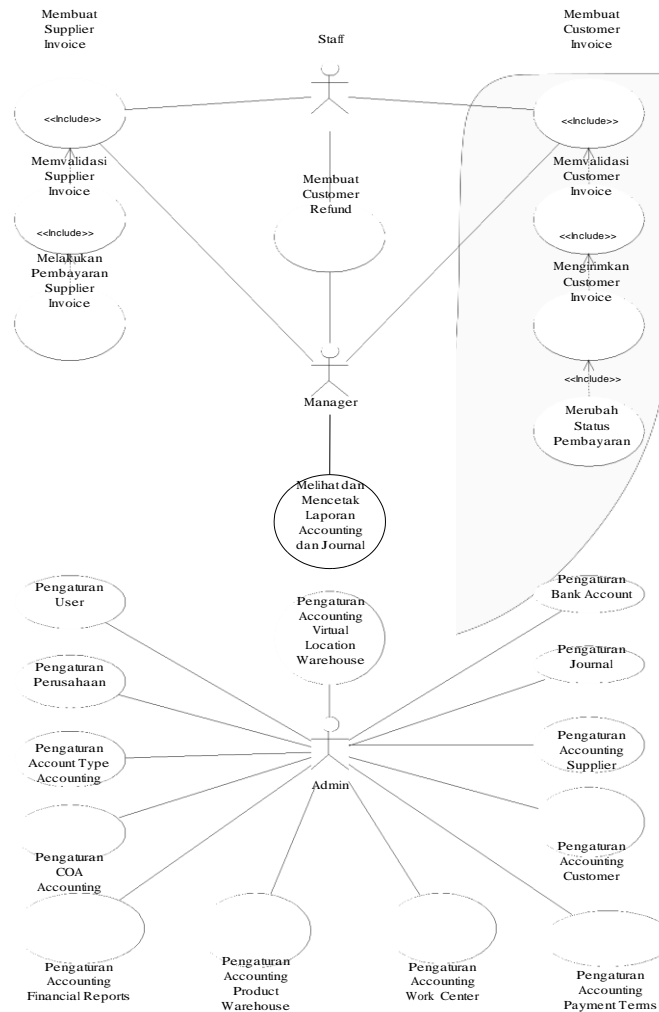 Membuat
Supplier
Invoice
Staff
Membuat
Customer
Invoice
<<Include>>
<<Include>>
Memvalidasi
Supplier
Invoice
Membuat
Customer
Refund
Memvalidasi
Customer
Invoice
<<Include>>
<<Include>>
Melakukan
Pembayaran
Supplier
Invoice
Mengirimkan
Customer
Invoice
<<Include>>
Manager
Merubah
Status
Pembayaran
Melihat dan
Mencetak
Laporan
Accounting
dan Journal
Pengaturan
User
Pengaturan
Accounting
Virtual
Location
Warehouse
Pengaturan
Bank Account
Pengaturan
Perusahaan
Pengaturan
Journal
Pengaturan
Account Type
Accounting
Admin
Pengaturan
Accounting
Supplier
Pengaturan
COA
Accounting
Pengaturan
Accounting
Customer
Pengaturan
Accounting
Financial Reports
Pengaturan
Accounting
Product
Warehouse
Pengaturan
Accounting
Work Center
Pengaturan
Accounting
Payment Terms